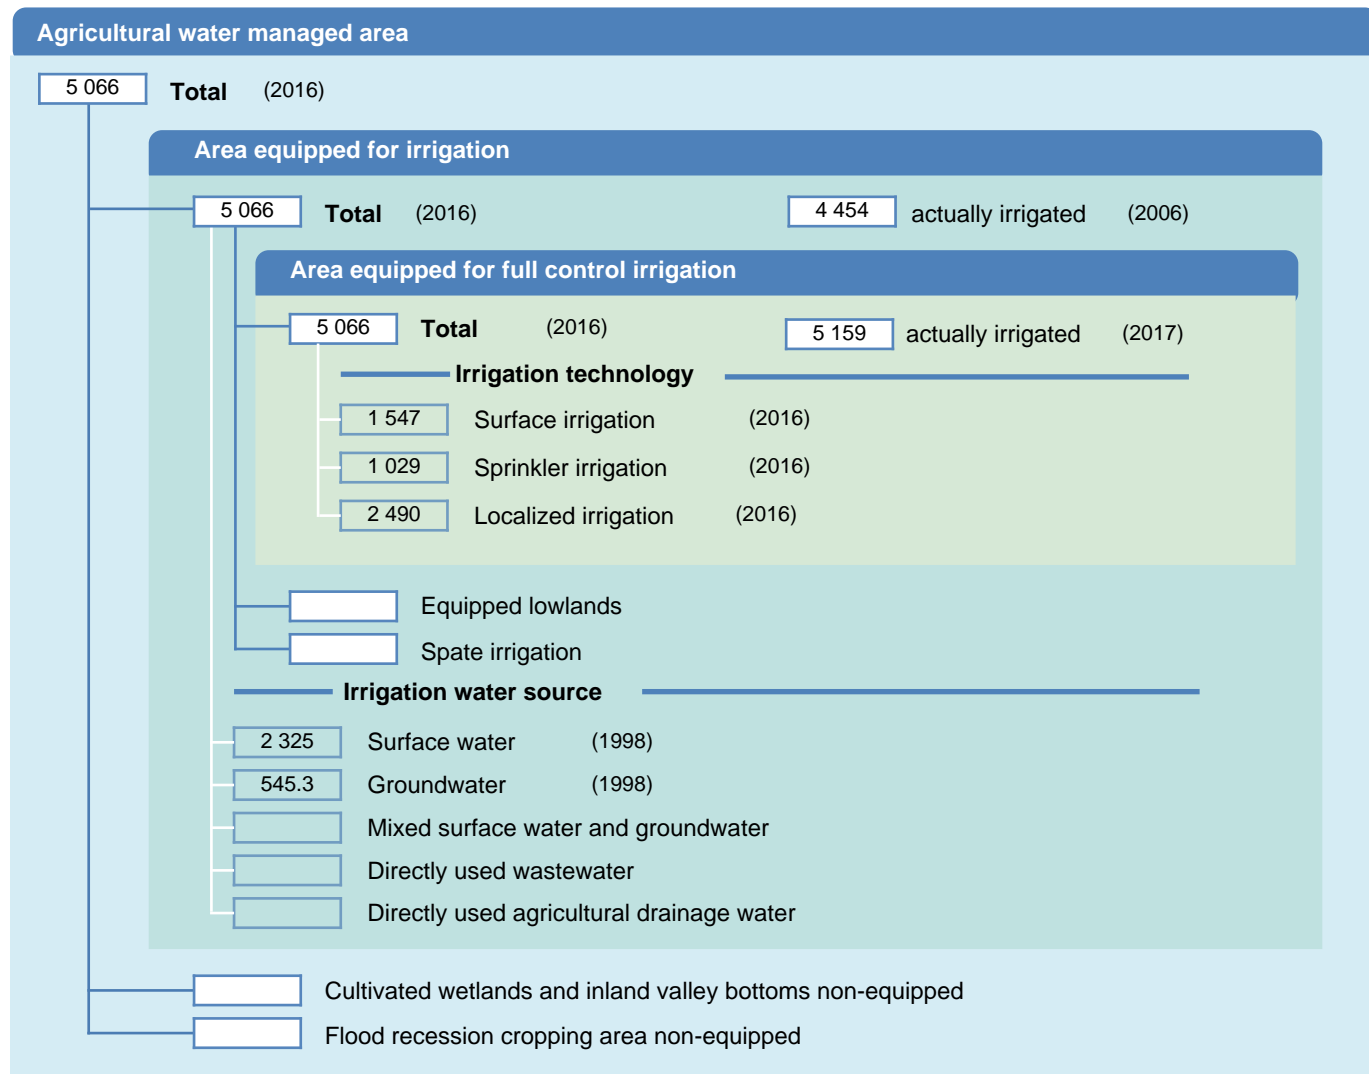 Agricultural water managed area
5 066 Total (2016)
Area equipped for irrigation
5 066 Total (2016) 4 454 actually irrigated (2006)
Area equipped for full control irrigation
5 066 Total (2016) 5 159 actually irrigated (2017)
Irrigation technology
1 547 Surface irrigation (2016)
1 029 Sprinkler irrigation (2016)
2 490 Localized irrigation (2016)
Equipped lowlands
Spate irrigation
Irrigation water source
2 325 Surface water (1998)
545.3 Groundwater (1998)
Mixed surface water and groundwater
Directly used wastewater
Directly used agricultural drainage water
Cultivated wetlands and inland valley bottoms non-equipped
Flood recession cropping area non-equipped